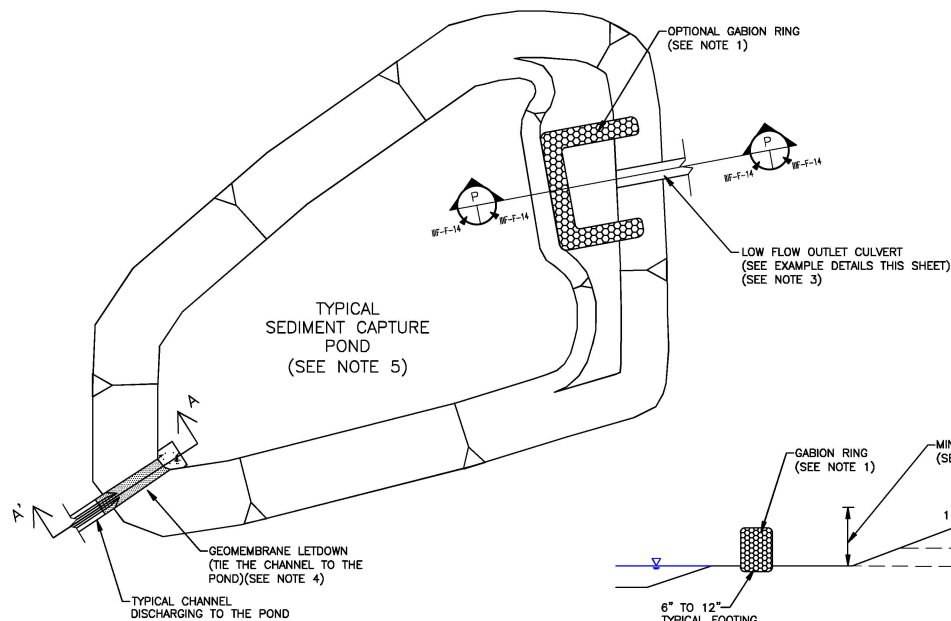 OPTIONAL GABION RING
(SEE NOTE 1)
P
P
LOW FLOW OUTLET CULVERT
(SEE EXAMPLE DETAILS THIS SHEET)
(SEE NOTE 3)
TYPICAL
SEDIMENT CAPTURE
POND
(SEE NOTE 5)
A
A'
GEOMEMBRANE LETDOWN
(TIE THE CHANNEL TO THE
POND)(SEE NOTE 4)
TYPICAL CHANNEL
DISCHARGING TO THE POND
GABION RING
(SEE NOTE 1)
1
6" TO 12"
TYPICAL FOOTING